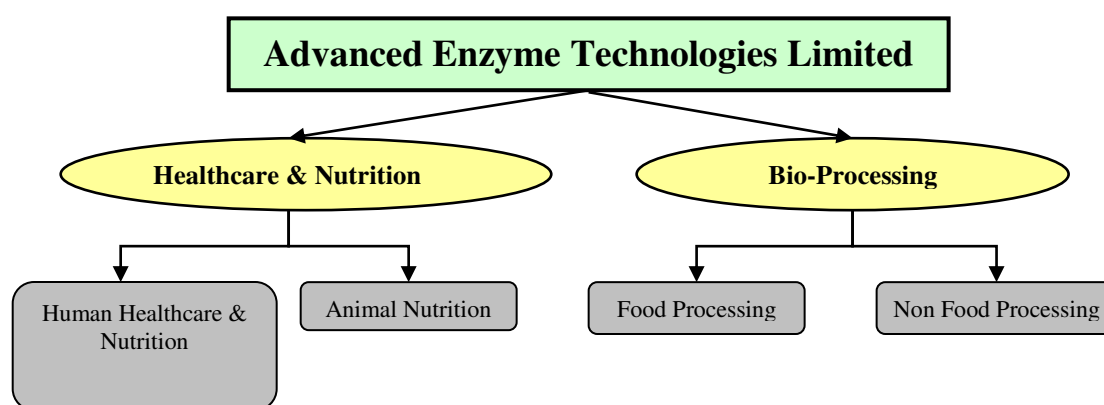 Advanced Enzyme Technologies Limited
Healthcare & Nutrition
Bio-Processing
Human Healthcare &
Nutrition
Animal Nutrition
Food Processing
Non Food Processing